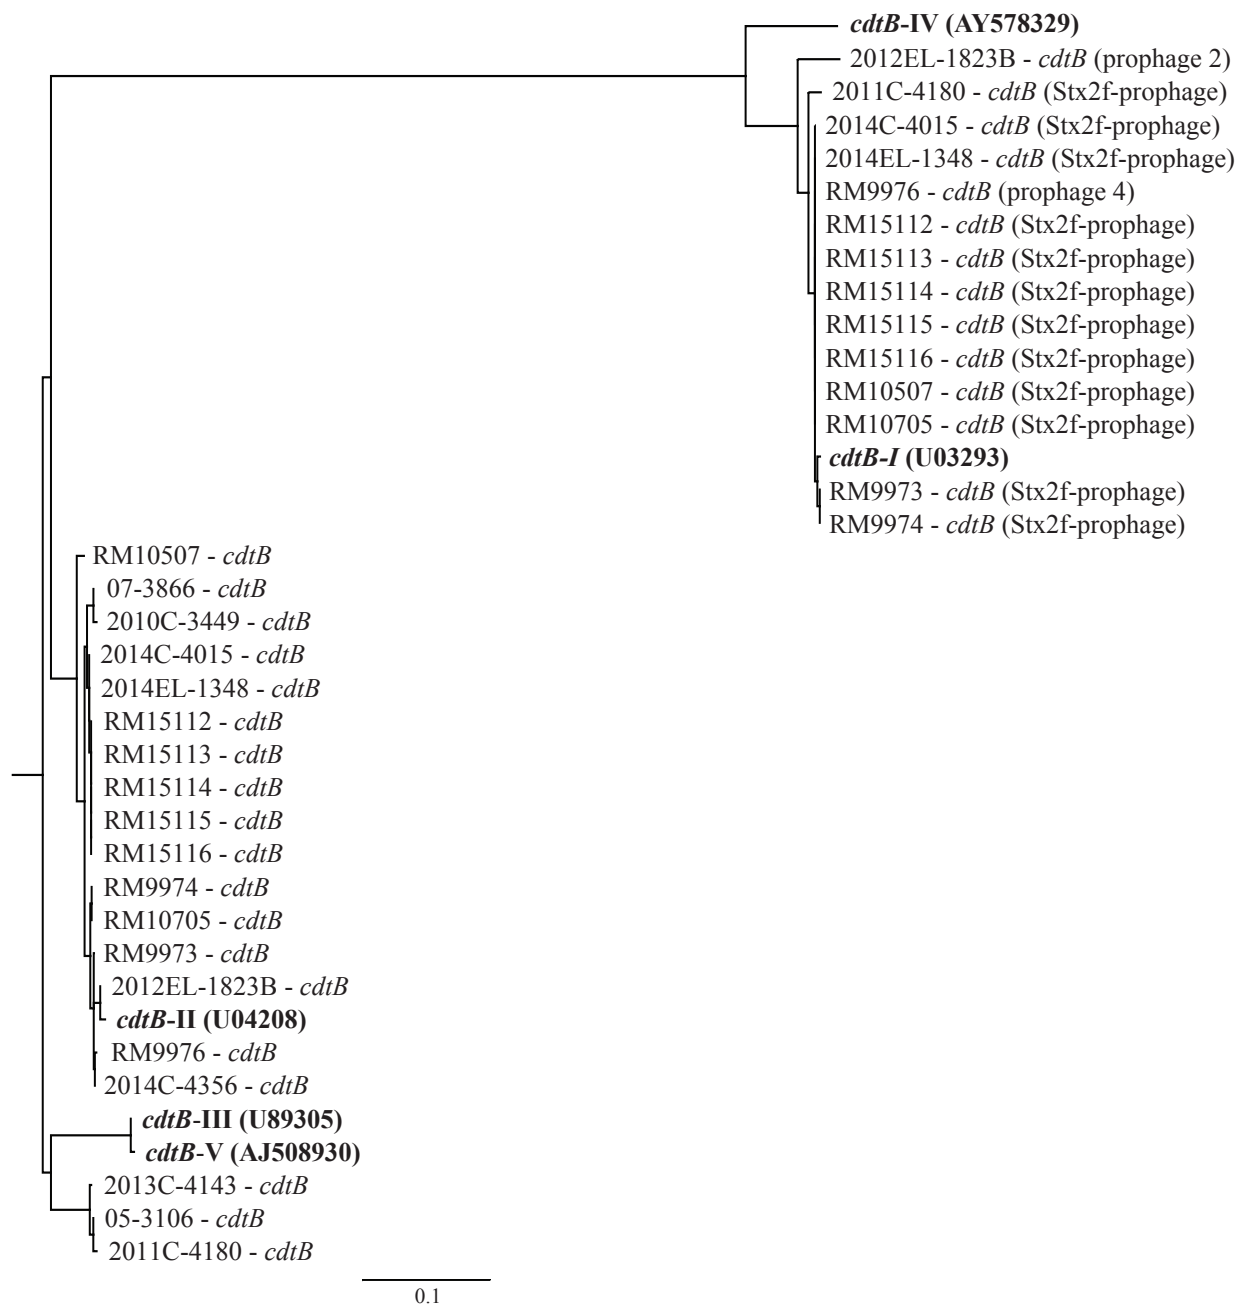 cdtB-IV (AY578329)
2012EL-1823B - cdtB (prophage 2)
2011C-4180 - cdtB (Stx2f-prophage)
2014C-4015 - cdtB (Stx2f-prophage)
2014EL-1348 - cdtB (Stx2f-prophage)
RM9976 - cdtB (prophage 4)
RM15112 - cdtB (Stx2f-prophage)
RM15113 - cdtB (Stx2f-prophage)
RM15114 - cdtB (Stx2f-prophage)
RM15115 - cdtB (Stx2f-prophage)
RM15116 - cdtB (Stx2f-prophage)
RM10507 - cdtB (Stx2f-prophage)
RM10705 - cdtB (Stx2f-prophage)
cdtB-I (U03293)
RM9973 - cdtB (Stx2f-prophage)
RM9974 - cdtB (Stx2f-prophage)
RM10507 - cdtB
07-3866 - cdtB
2010C-3449 - cdtB
2014C-4015 - cdtB
2014EL-1348 - cdtB
RM15112 - cdtB
RM15113 - cdtB
RM15114 - cdtB
RM15115 - cdtB
RM15116 - cdtB
RM9974 - cdtB
RM10705 - cdtB
RM9973 - cdtB
2012EL-1823B - cdtB
cdtB-II (U04208)
RM9976 - cdtB
2014C-4356 - cdtB
cdtB-III (U89305)
cdtB-V (AJ508930)
2013C-4143 - cdtB
05-3106 - cdtB
2011C-4180 - cdtB
0.1